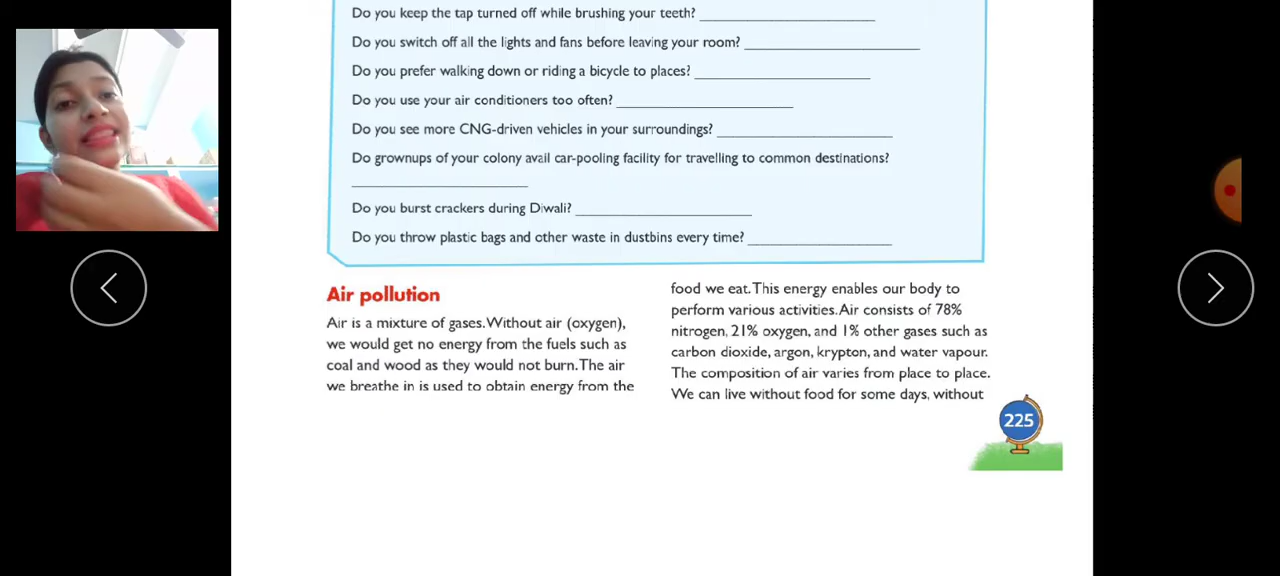 Do you keep the tap turned off while brushing your teeth? ____________________
Do you switch off all the lights and fans before leaving your room? ____________________
Do you prefer walking down or riding a bicycle to places? ____________________
Do you use your air conditioners too often? ____________________
Do you see more CNG-driven vehicles in your surroundings? ____________________
Do grownups of your colony avail car-pooling facility for travelling to common destinations?
____________________
Do you burst crackers during Diwali? ____________________
Do you throw plastic bags and other waste in dustbins every time? ____________________
Air pollution
Air is a mixture of gases. Without air (oxygen),
we would get no energy from the fuels such as
coal and wood as they would not burn. The air
we breathe in is used to obtain energy from the
food we eat. This energy enables our body to
perform various activities. Air consists of 78%
nitrogen, 21% oxygen, and 1% other gases such as
carbon dioxide, argon, krypton, and water vapour.
The composition of air varies from place to place.
We can live without food for some days, without
225